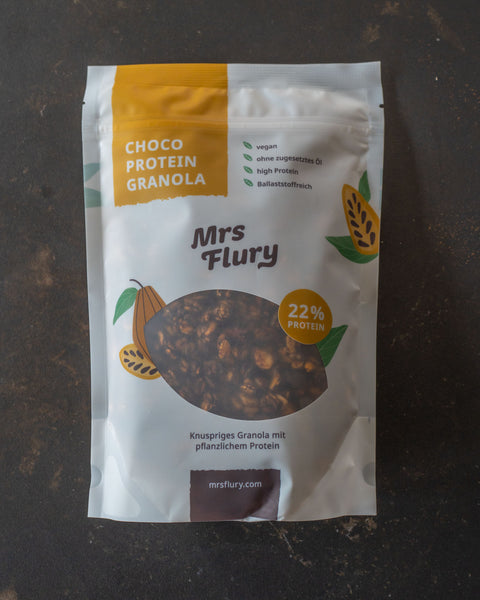 CHOCO
PROTEIN
GRANOLA
vegan
ohne zugesetztes Öl
high Protein
Ballaststoffreich
Mrs
Flury
22%
PROTEIN
Knuspriges Granola mit
pflanzlichem Protein
mrsflury.com